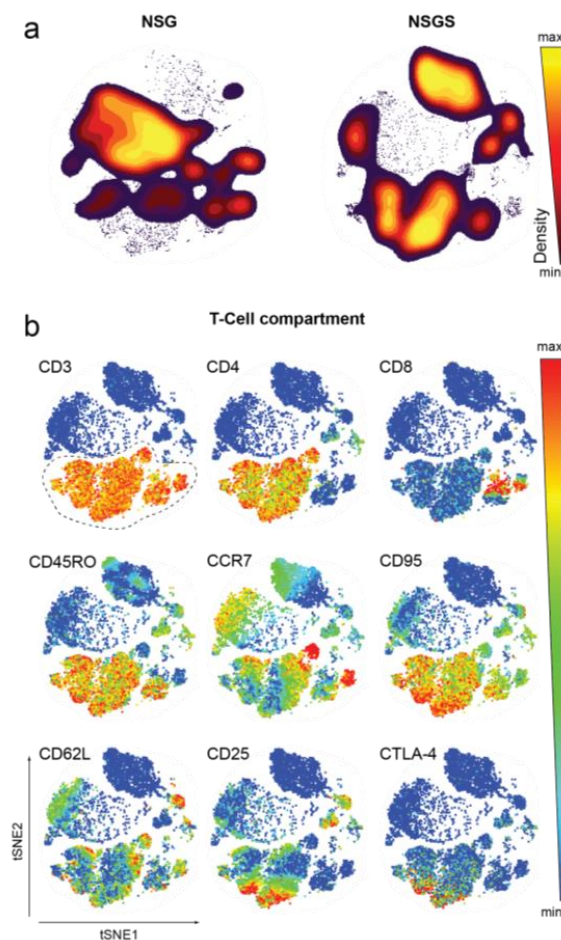 a
NSG
NSGS
max
Density
min
b
T-Cell compartment
max
CD3
CD4
CD8
CD45RO
CCR7
CD95
CD62L
CD25
CTLA-4
tSNE2
tSNE1
min